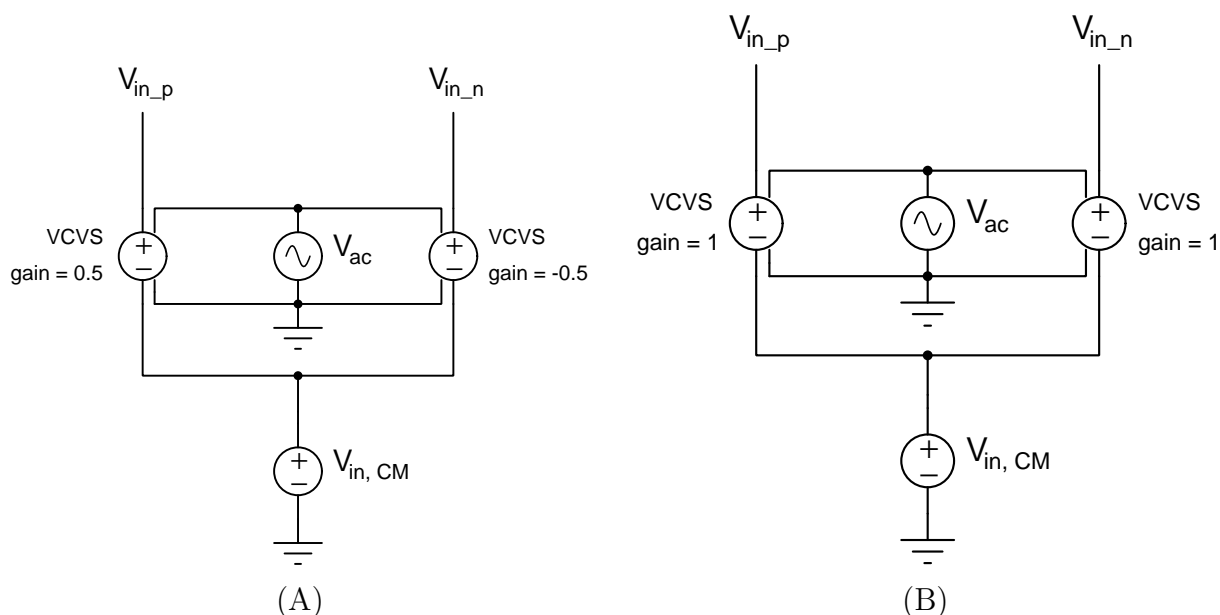 V_in_p
V_in_n
VCVS
gain = 0.5
+
−
V_ac
+
−
VCVS
gain = -0.5
+
−
V_in, CM
(A)
V_in_p
V_in_n
VCVS
gain = 1
+
−
V_ac
+
−
VCVS
gain = 1
+
−
V_in, CM
(B)